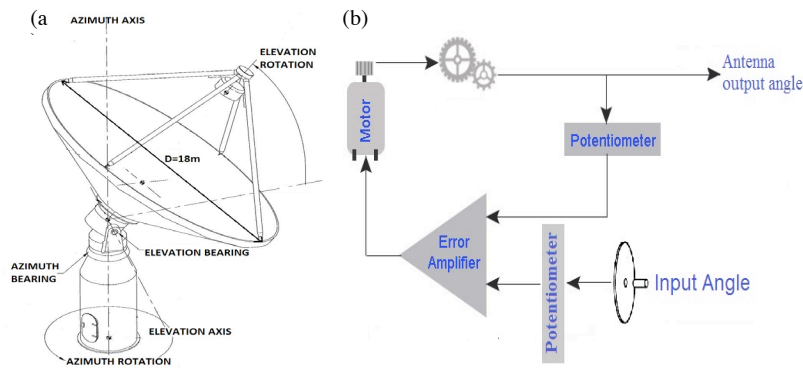 (a
AZIMUTH AXIS
ELEVATION
ROTATION
D=18m
ELEVATION BEARING
AZIMUTH
BEARING
ELEVATION AXIS
AZIMUTH ROTATION
(b)
Antenna
output angle
Motor
Potentiometer
Error
Amplifier
Potentiometer
Input Angle